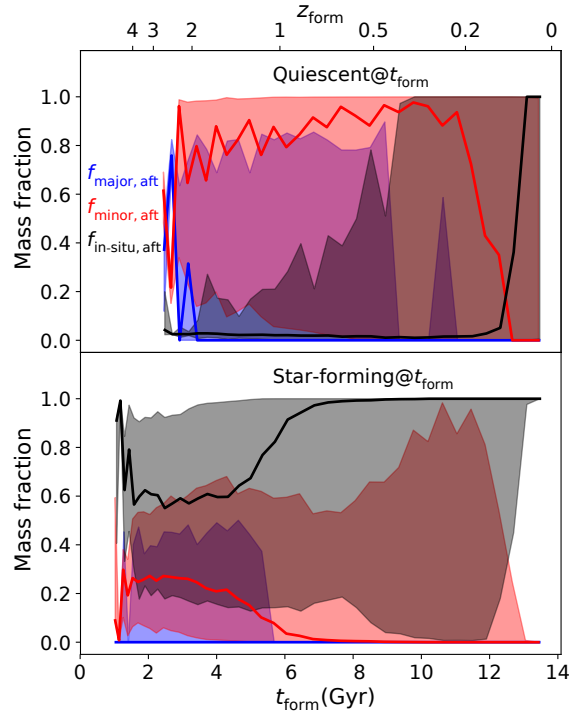 z_form
4 3 2 1 0.5 0.2 0
Quiescent@t_form
1.0
0.8
0.6
0.4
0.2
0.0
Mass fraction
f_major, aft
f_minor, aft
f_in-situ, aft
Star-forming@t_form
1.0
0.8
0.6
0.4
0.2
0.0
Mass fraction
0 2 4 6 8 10 12 14
t_form(Gyr)